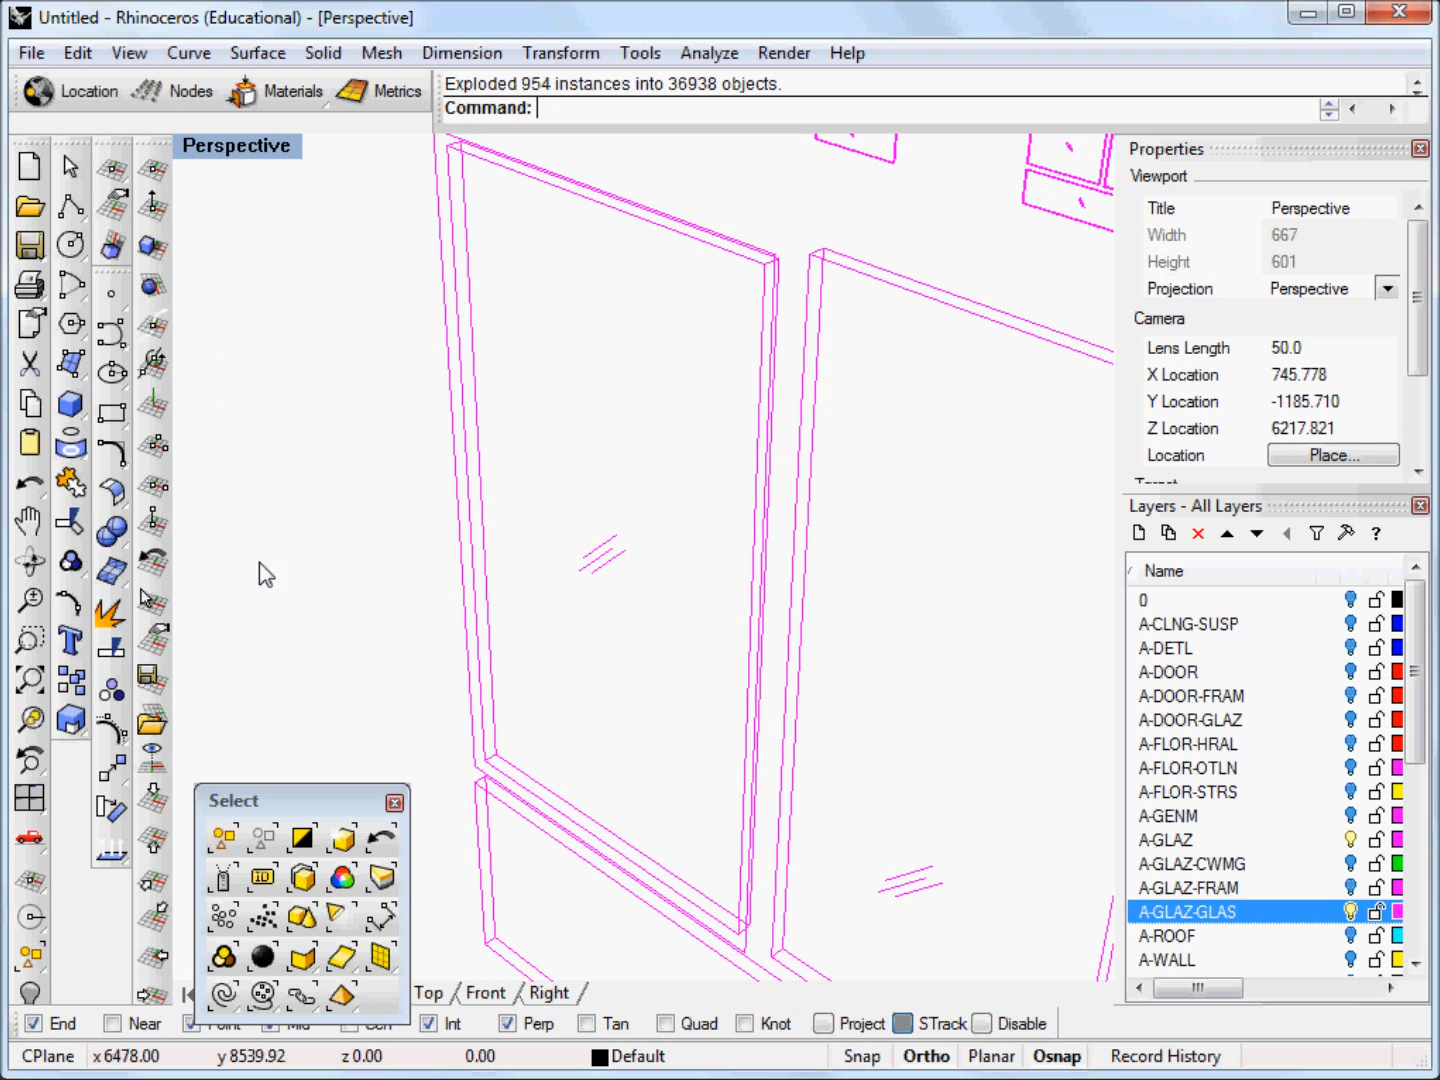 Untitled - Rhinoceros (Educational) - [Perspective]
File Edit View Curve Surface Solid Mesh Dimension Transform Tools Analyze Render Help
Location Nodes Materials Metrics
Exploded 954 instances into 36938 objects.
Command:
Perspective
Properties
Viewport
Title Perspective
Width 667
Height 601
Projection Perspective
Camera
Lens Length 50.0
X Location 745.778
Y Location -1185.710
Z Location 6217.821
Location Place...
Layers - All Layers
?
Name
0
A-CLNG-SUSP
A-DETL
A-DOOR
A-DOOR-FRAM
A-DOOR-GLAZ
A-FLOR-HRAL
A-FLOR-OTLN
A-FLOR-STRS
A-GENM
A-GLAZ
A-GLAZ-CWMG
A-GLAZ-FRAM
A-GLAZ-GLAS
A-ROOF
A-WALL
Select
ID
Top Front Right
End Near Int Perp Tan Quad Knot Project STrack Disable
CPlane x 6478.00 y 8539.92 z 0.00 0.00 Default Snap Ortho Planar Osnap Record History